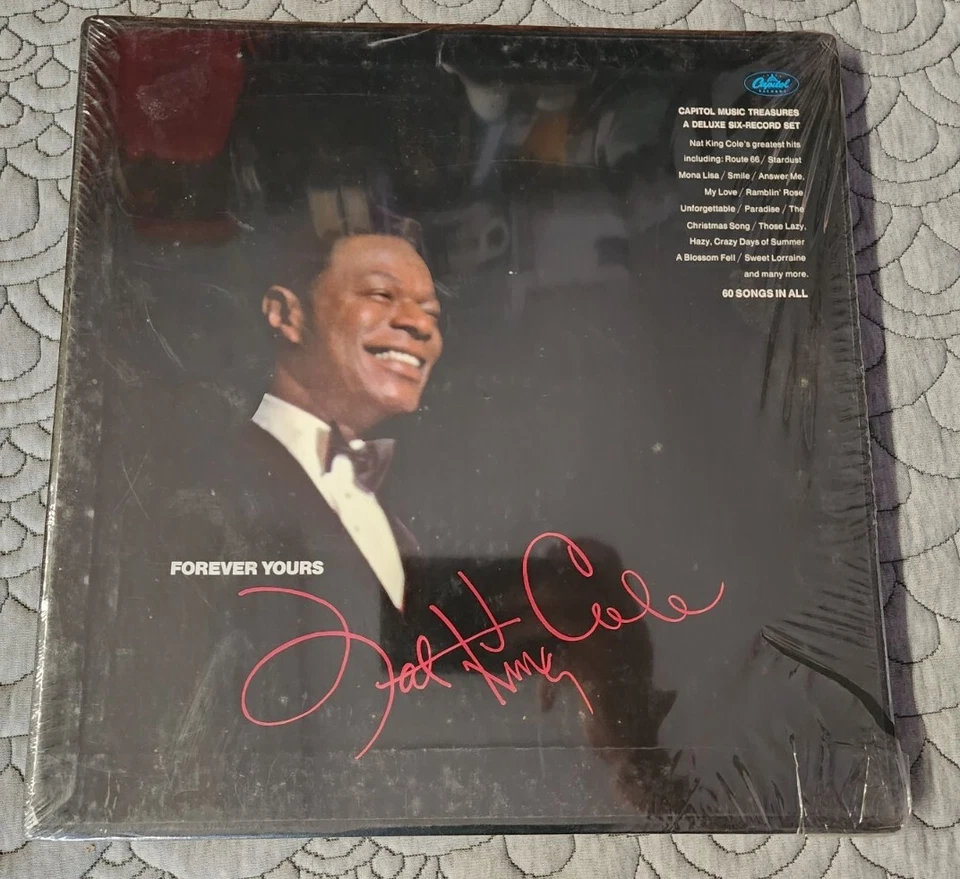 Capitol
RECORDS
CAPITOL MUSIC TREASURES
A DELUXE SIX-RECORD SET
Nat King Cole's greatest hits
including: Route 66 / Stardust
Mona Lisa / Smile / Answer Me,
My Love / Ramblin' Rose
Unforgettable / Paradise / The
Christmas Song / Those Lazy,
Hazy, Crazy Days of Summer
A Blossom Fell / Sweet Lorraine
and many more.
60 SONGS IN ALL
FOREVER YOURS
Nat King Cole